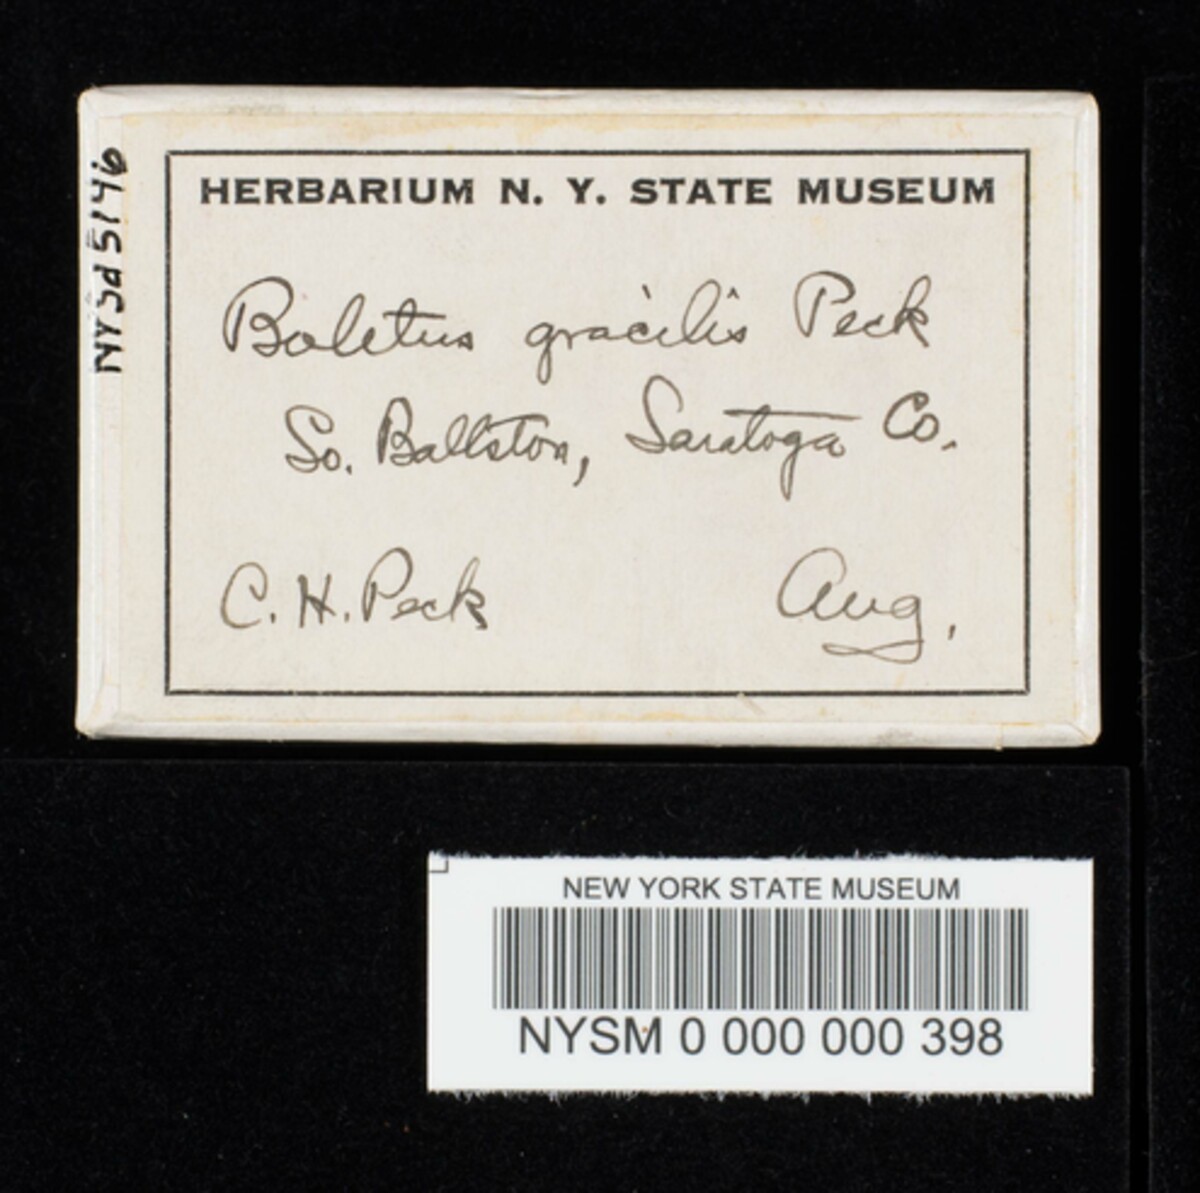 HERBARIUM N. Y. STATE MUSEUM
Boletus gracilis Peck
So. Ballston, Saratoga Co.
C. H. Peck Aug.
NYSd5146
NEW YORK STATE MUSEUM
NYSM 0 000 000 398